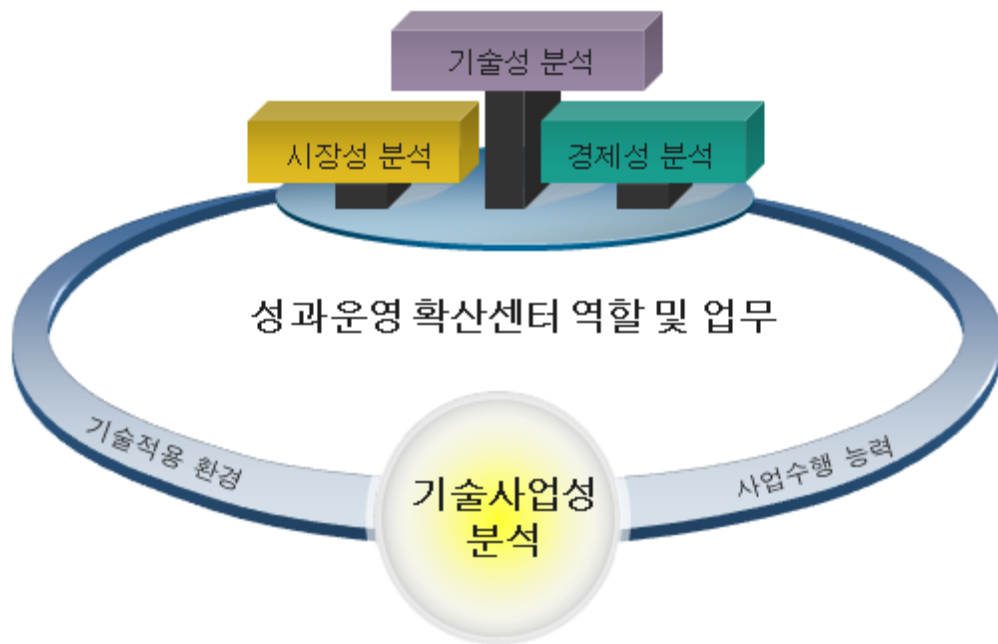 기술성 분석
시장성 분석
경제성 분석
성과운영 확산센터 역할 및 업무
기술적용 환경
사업수행 능력
기술사업성
분석